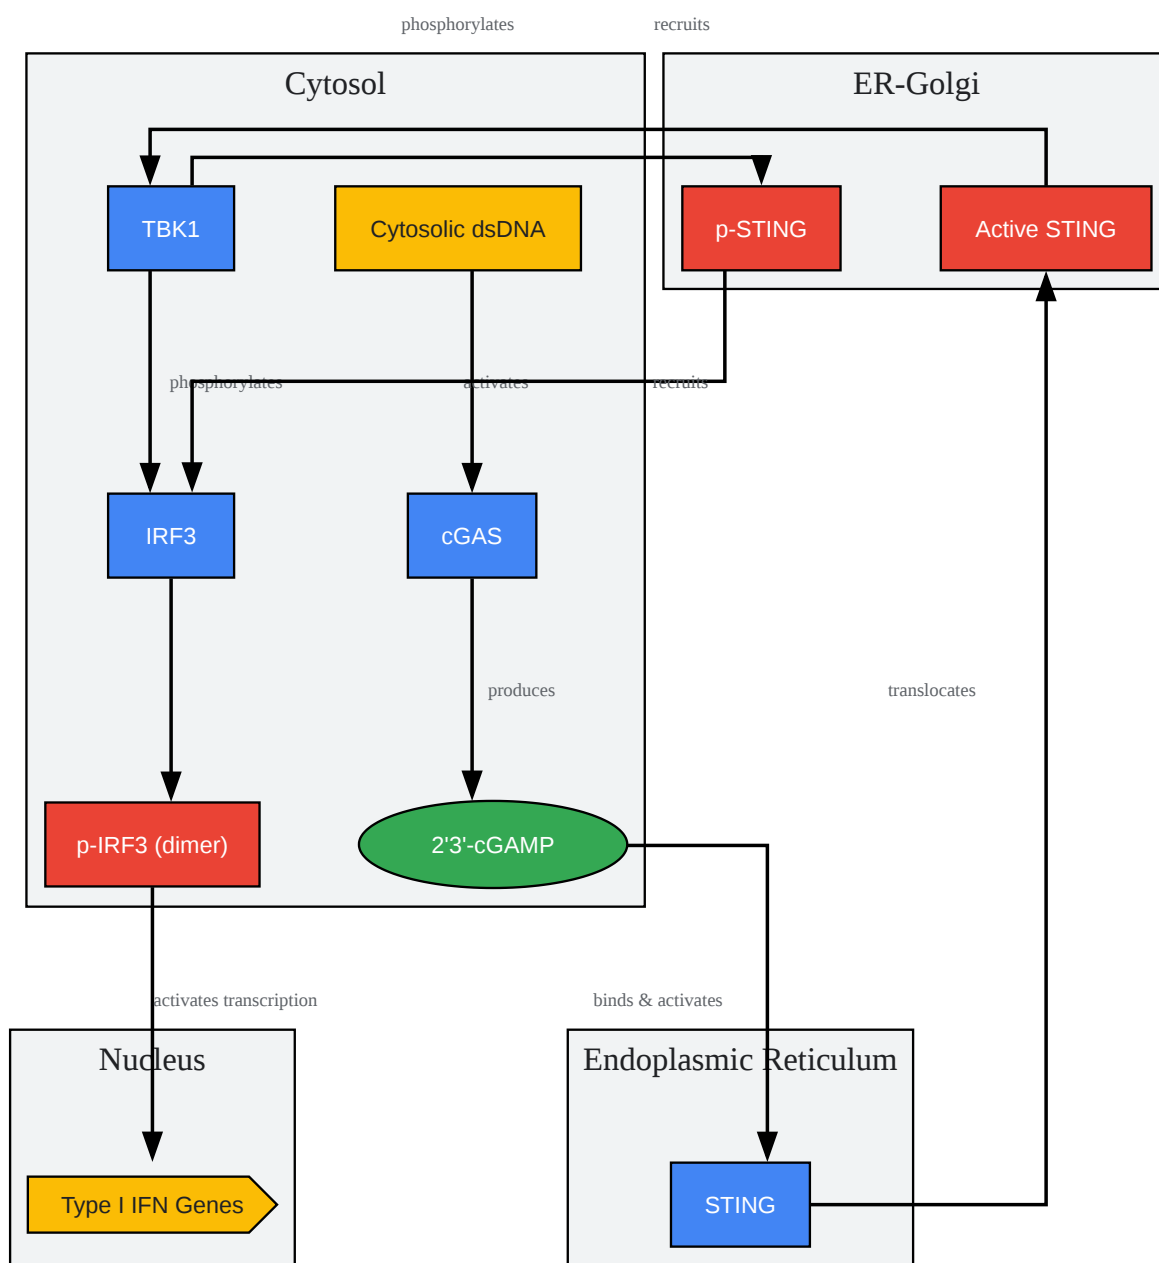 phosphorylates
recruits
Cytosol
ER-Golgi
TBK1
Cytosolic dsDNA
p-STING
Active STING
phosphorylates
activates
recruits
IRF3
cGAS
produces
translocates
p-IRF3 (dimer)
2'3'-cGAMP
activates transcription
binds & activates
Nucleus
Endoplasmic Reticulum
Type I IFN Genes
STING